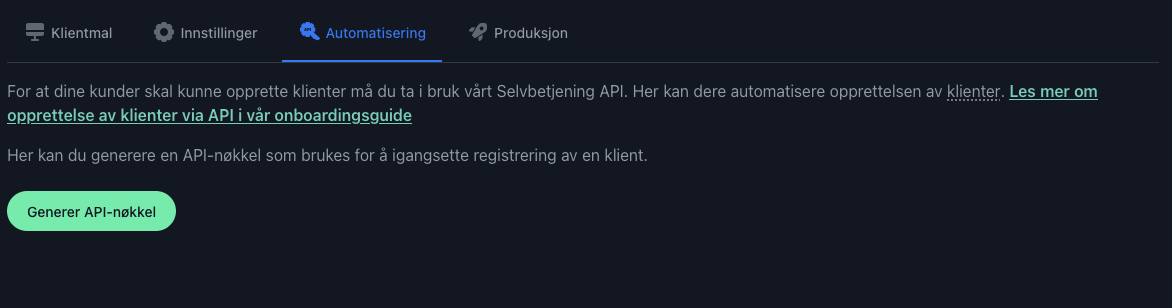 Klientmal Innstillinger Automatisering Produksjon
For at dine kunder skal kunne opprette klienter må du ta i bruk vårt Selvbetjening API. Her kan dere automatisere opprettelsen av klienter. Les mer om
opprettelse av klienter via API i vår onboardingsguide
Her kan du generere en API-nøkkel som brukes for å igangsette registrering av en klient.
Generer API-nøkkel